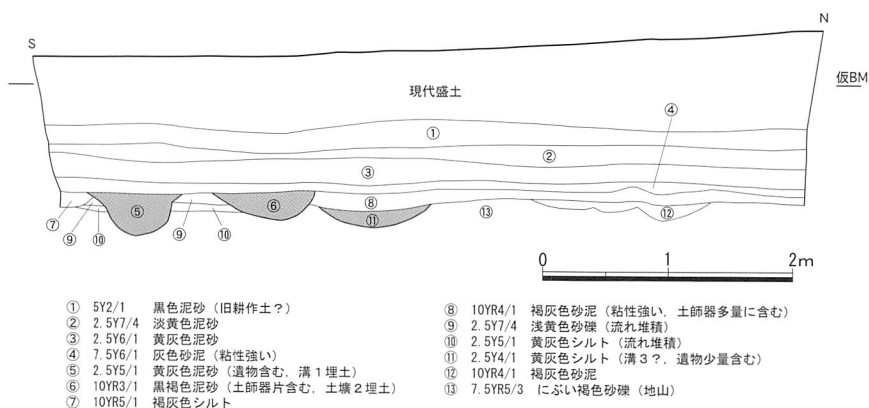 S
N
仮BM
現代盛土
④
①
②
③
⑤
⑥
⑧
⑪
⑬
⑫
⑦
⑨
⑩
⑨
⑩
0 1 2m
① 5Y2/1 黒色泥砂（旧耕作土？）
② 2.5Y7/4 淡黄色泥砂
③ 2.5Y6/1 黄灰色泥砂
④ 7.5Y6/1 灰色砂泥（粘性強い）
⑤ 2.5Y5/1 黄灰色泥砂（遺物含む，溝１埋土）
⑥ 10YR3/1 黒褐色泥砂（土師器片含む，土壙２埋土）
⑦ 10YR5/1 褐灰色シルト
⑧ 10YR4/1 褐灰色砂泥（粘性強い，土師器多量に含む）
⑨ 2.5Y7/4 浅黄色砂礫（流れ堆積）
⑩ 2.5Y5/1 黄灰色シルト（流れ堆積）
⑪ 2.5Y4/1 黄灰色シルト（溝３？，遺物少量含む）
⑫ 10YR4/1 褐灰色砂泥
⑬ 7.5YR5/3 にぶい褐色砂礫（地山）